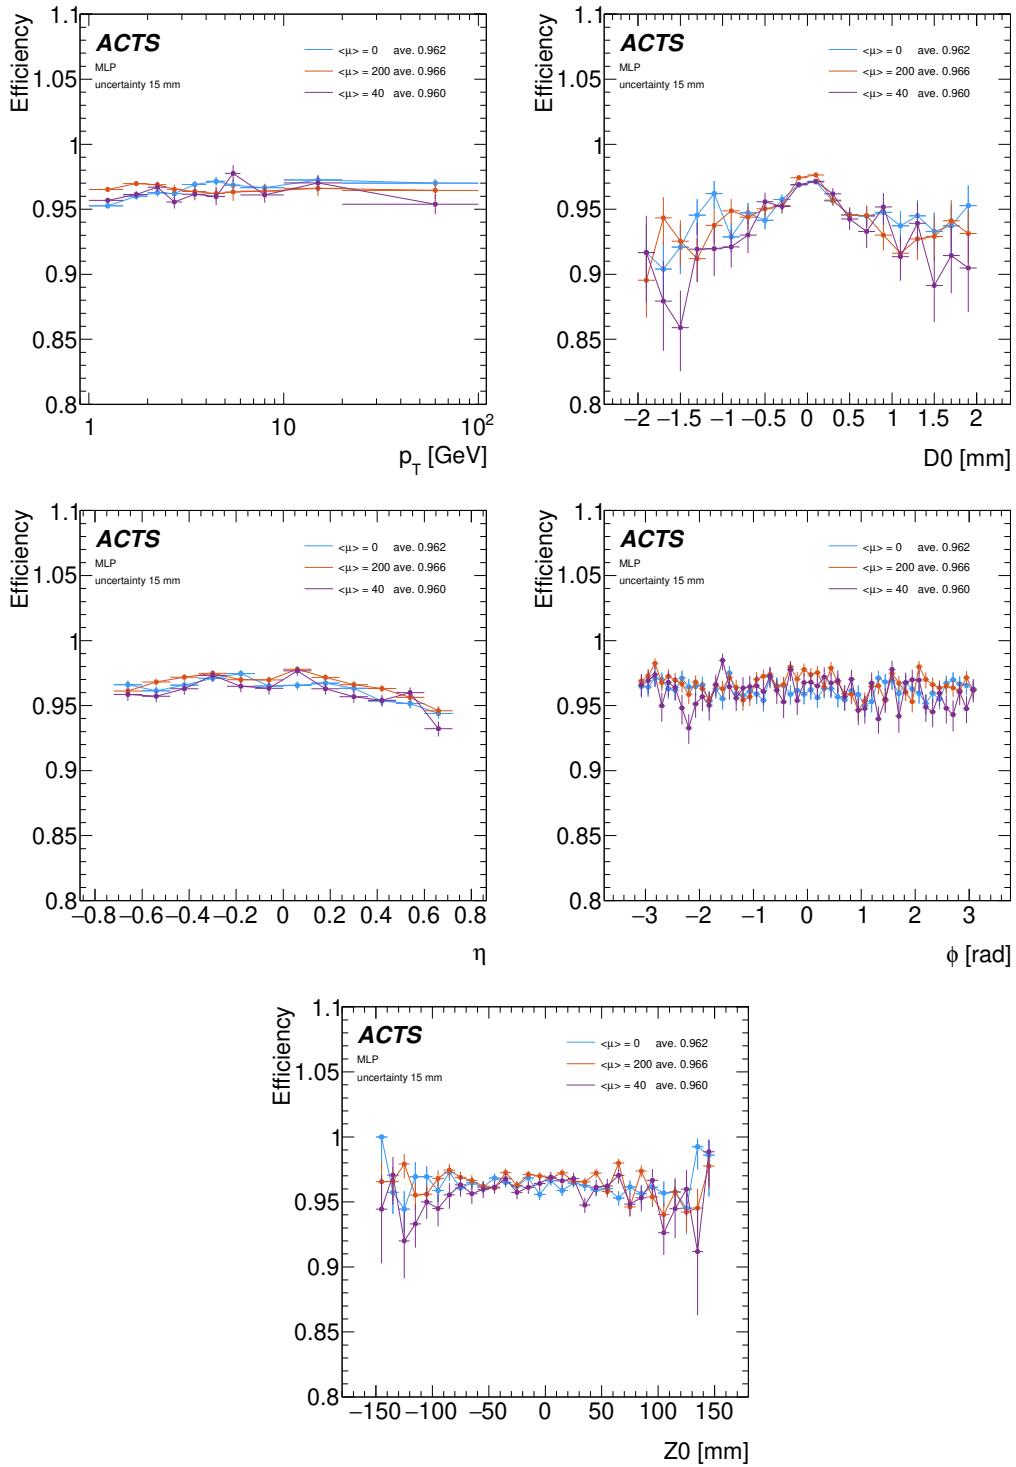 1.1
1.05
1
0.95
0.9
0.85
0.8
Efficiency
ACTS
MLP
uncertainty 15 mm
<μ> = 0 ave. 0.962
<μ> = 200 ave. 0.966
<μ> = 40 ave. 0.960
1 10 10²
p_T [GeV]
1.1
1.05
1
0.95
0.9
0.85
0.8
Efficiency
ACTS
MLP
uncertainty 15 mm
<μ> = 0 ave. 0.962
<μ> = 200 ave. 0.966
<μ> = 40 ave. 0.960
−2 −1.5 −1 −0.5 0 0.5 1 1.5 2
D0 [mm]
1.1
1.05
1
0.95
0.9
0.85
0.8
Efficiency
ACTS
MLP
uncertainty 15 mm
<μ> = 0 ave. 0.962
<μ> = 200 ave. 0.966
<μ> = 40 ave. 0.960
−0.8 −0.6 −0.4 −0.2 0 0.2 0.4 0.6 0.8
η
1.1
1.05
1
0.95
0.9
0.85
0.8
Efficiency
ACTS
MLP
uncertainty 15 mm
<μ> = 0 ave. 0.962
<μ> = 200 ave. 0.966
<μ> = 40 ave. 0.960
−3 −2 −1 0 1 2 3
ϕ [rad]
1.1
1.05
1
0.95
0.9
0.85
0.8
Efficiency
ACTS
MLP
uncertainty 15 mm
<μ> = 0 ave. 0.962
<μ> = 200 ave. 0.966
<μ> = 40 ave. 0.960
−150 −100 −50 0 50 100 150
Z0 [mm]